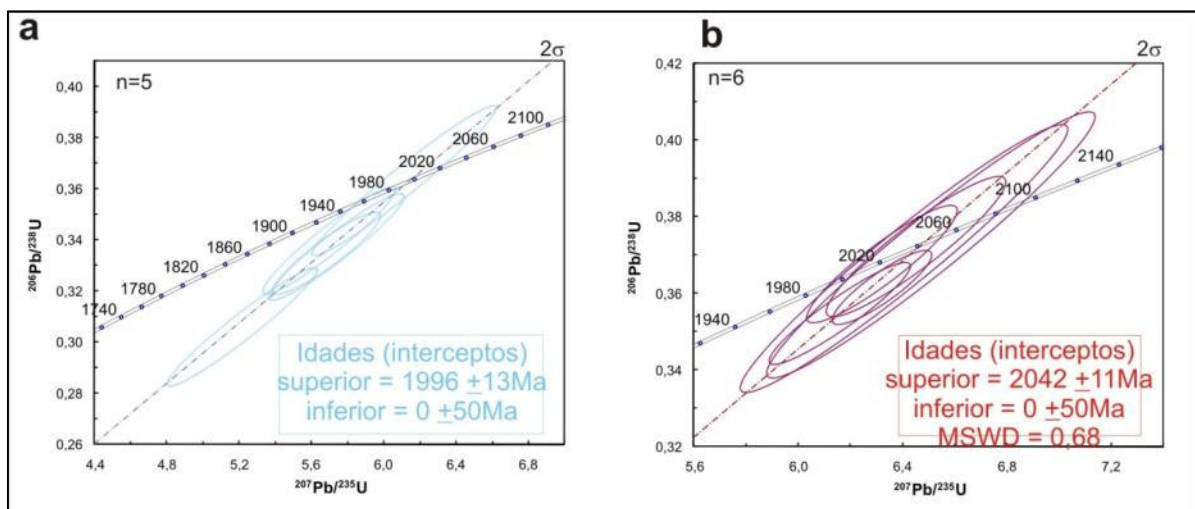 a
2σ
n=5
0,40
0,38
0,36
0,34
0,32
0,30
0,28
0,26
206Pb/238U
1740
1780
1820
1860
1900
1940
1980
2020
2060
2100
Idades (interceptos)
superior = 1996 ±13Ma
inferior = 0 ±50Ma
4,4
4,8
5,2
5,6
6,0
6,4
6,8
207Pb/235U
b
2σ
n=6
0,42
0,40
0,38
0,36
0,34
0,32
206Pb/238U
1940
1980
2020
2060
2100
2140
Idades (interceptos)
superior = 2042 ±11Ma
inferior = 0 ±50Ma
MSWD = 0,68
5,6
6,0
6,4
6,8
7,2
207Pb/235U